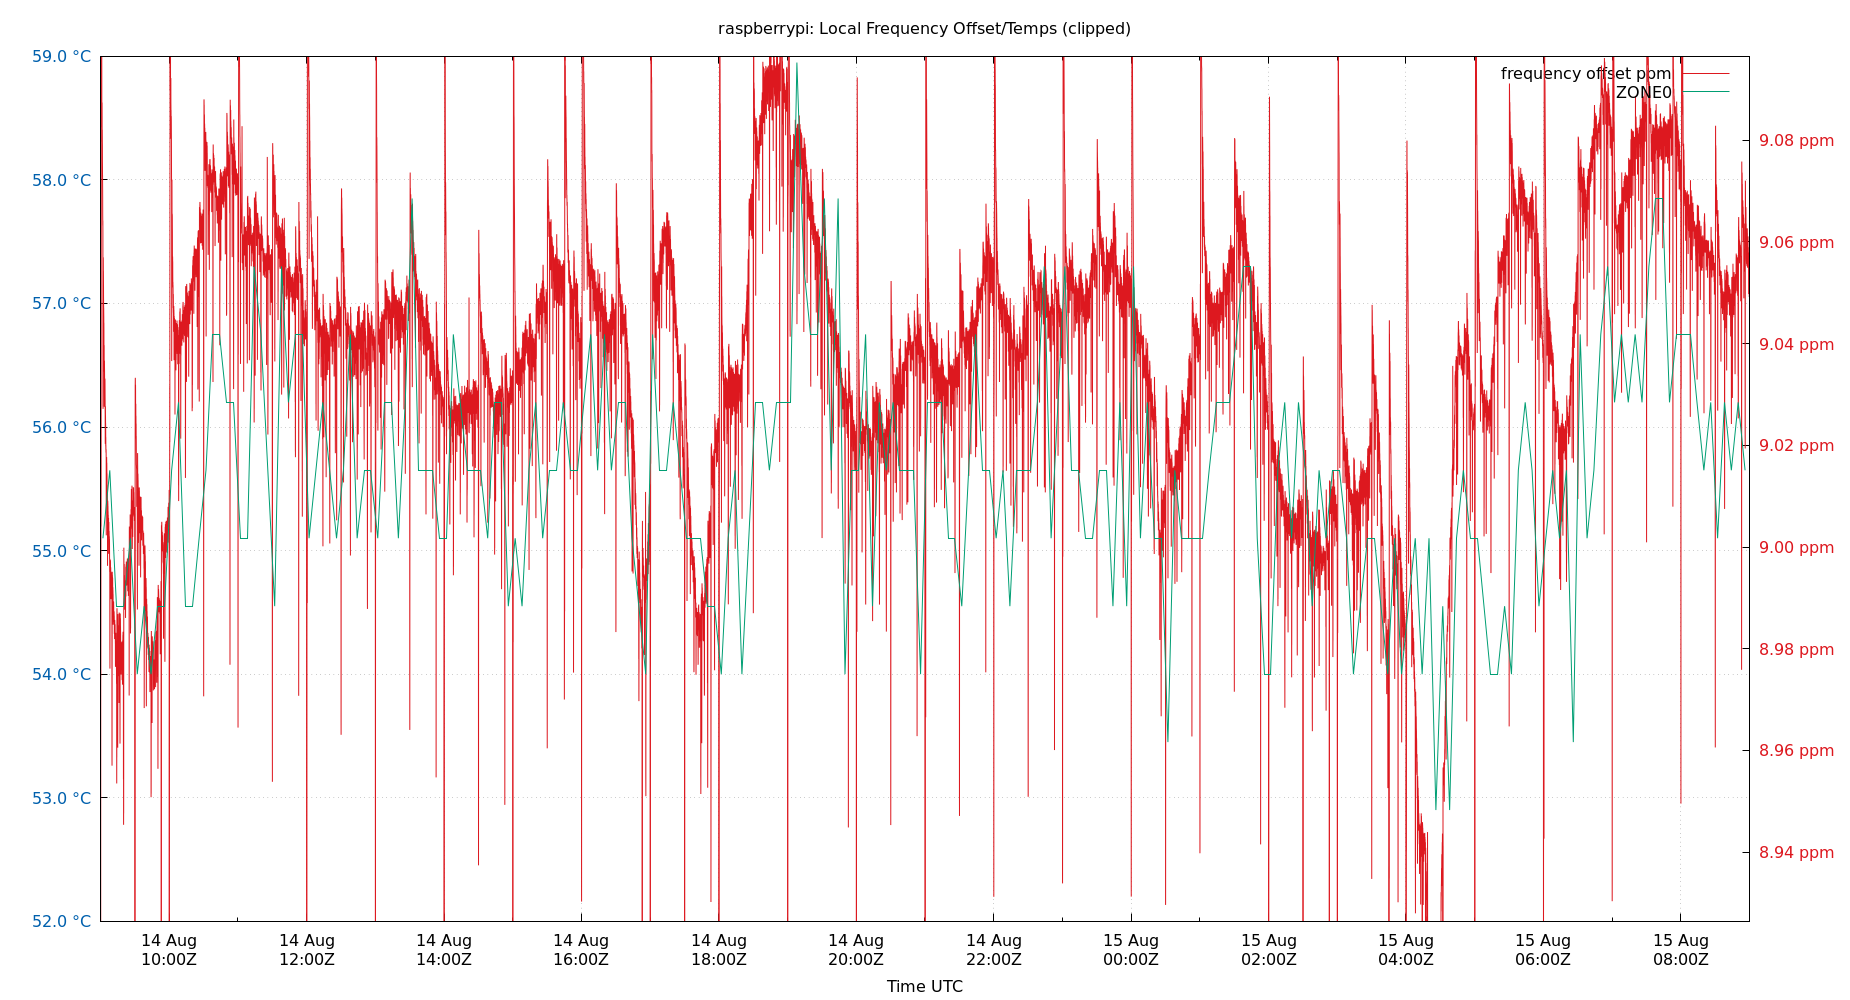 raspberrypi: Local Frequency Offset/Temps (clipped)
59.0 °C
58.0 °C
57.0 °C
56.0 °C
55.0 °C
54.0 °C
53.0 °C
52.0 °C
frequency offset ppm
ZONE0
9.08 ppm
9.06 ppm
9.04 ppm
9.02 ppm
9.00 ppm
8.98 ppm
8.96 ppm
8.94 ppm
14 Aug 14 Aug 14 Aug 14 Aug 14 Aug 14 Aug 14 Aug 15 Aug 15 Aug 15 Aug 15 Aug 15 Aug
10:00Z 12:00Z 14:00Z 16:00Z 18:00Z 20:00Z 22:00Z 00:00Z 02:00Z 04:00Z 06:00Z 08:00Z
Time UTC